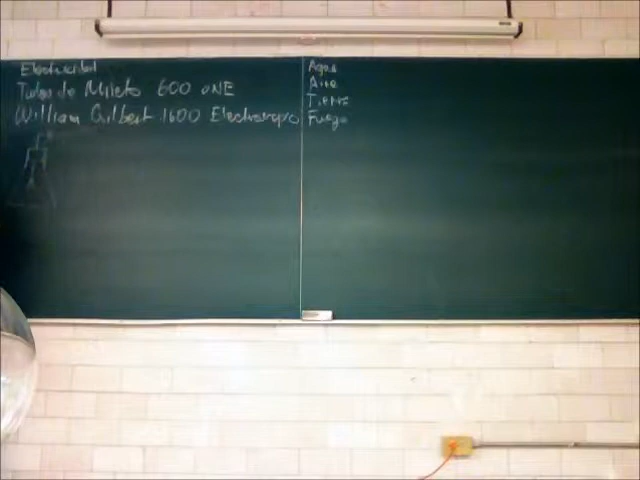 Electricidad
Tales de Mileto 600 aNE
William Gilbert 1600 Electroscopio
Agua
Aire
Tierra
Fuego